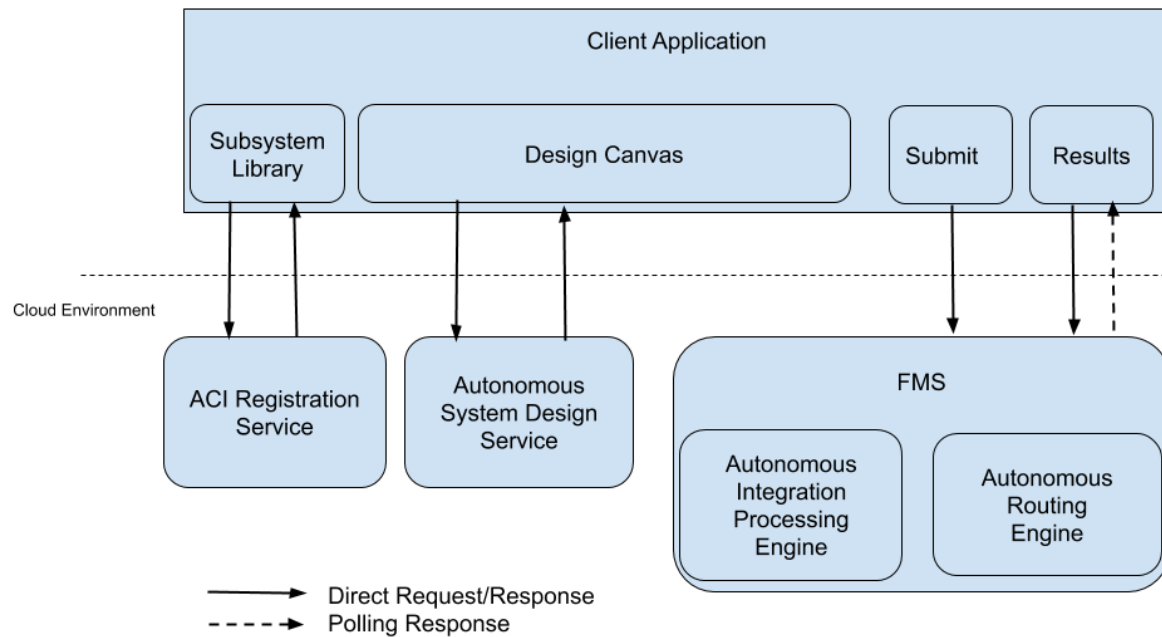 Client Application
Subsystem
Library
Design Canvas
Submit
Results
Cloud Environment
ACI Registration
Service
Autonomous
System Design
Service
FMS
Autonomous
Integration
Processing
Engine
Autonomous
Routing
Engine
Direct Request/Response
Polling Response